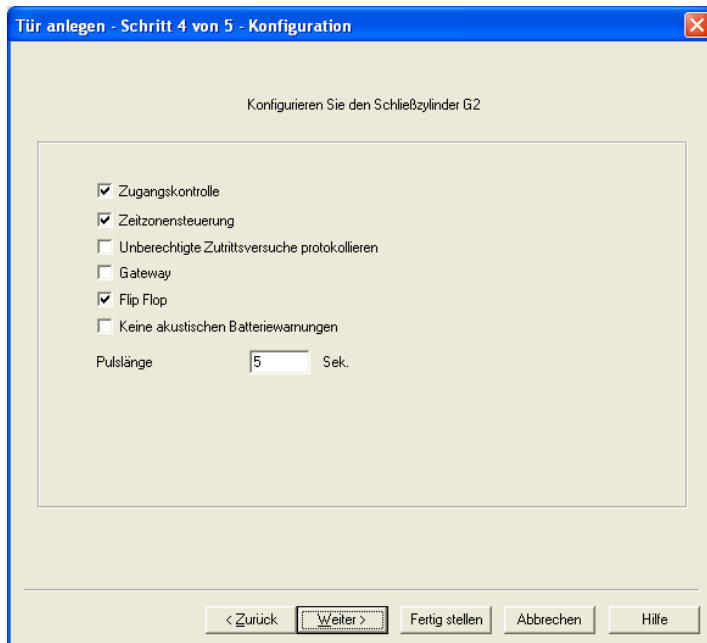 Tür anlegen - Schritt 4 von 5 - Konfiguration
Konfigurieren Sie den Schließzylinder G2
Zugangskontrolle
Zeitzonensteuerung
Unberechtigte Zutrittsversuche protokollieren
Gateway
Flip Flop
Keine akustischen Batteriewarnungen
Pulslänge 5 Sek.
< Zurück Weiter > Fertig stellen Abbrechen Hilfe